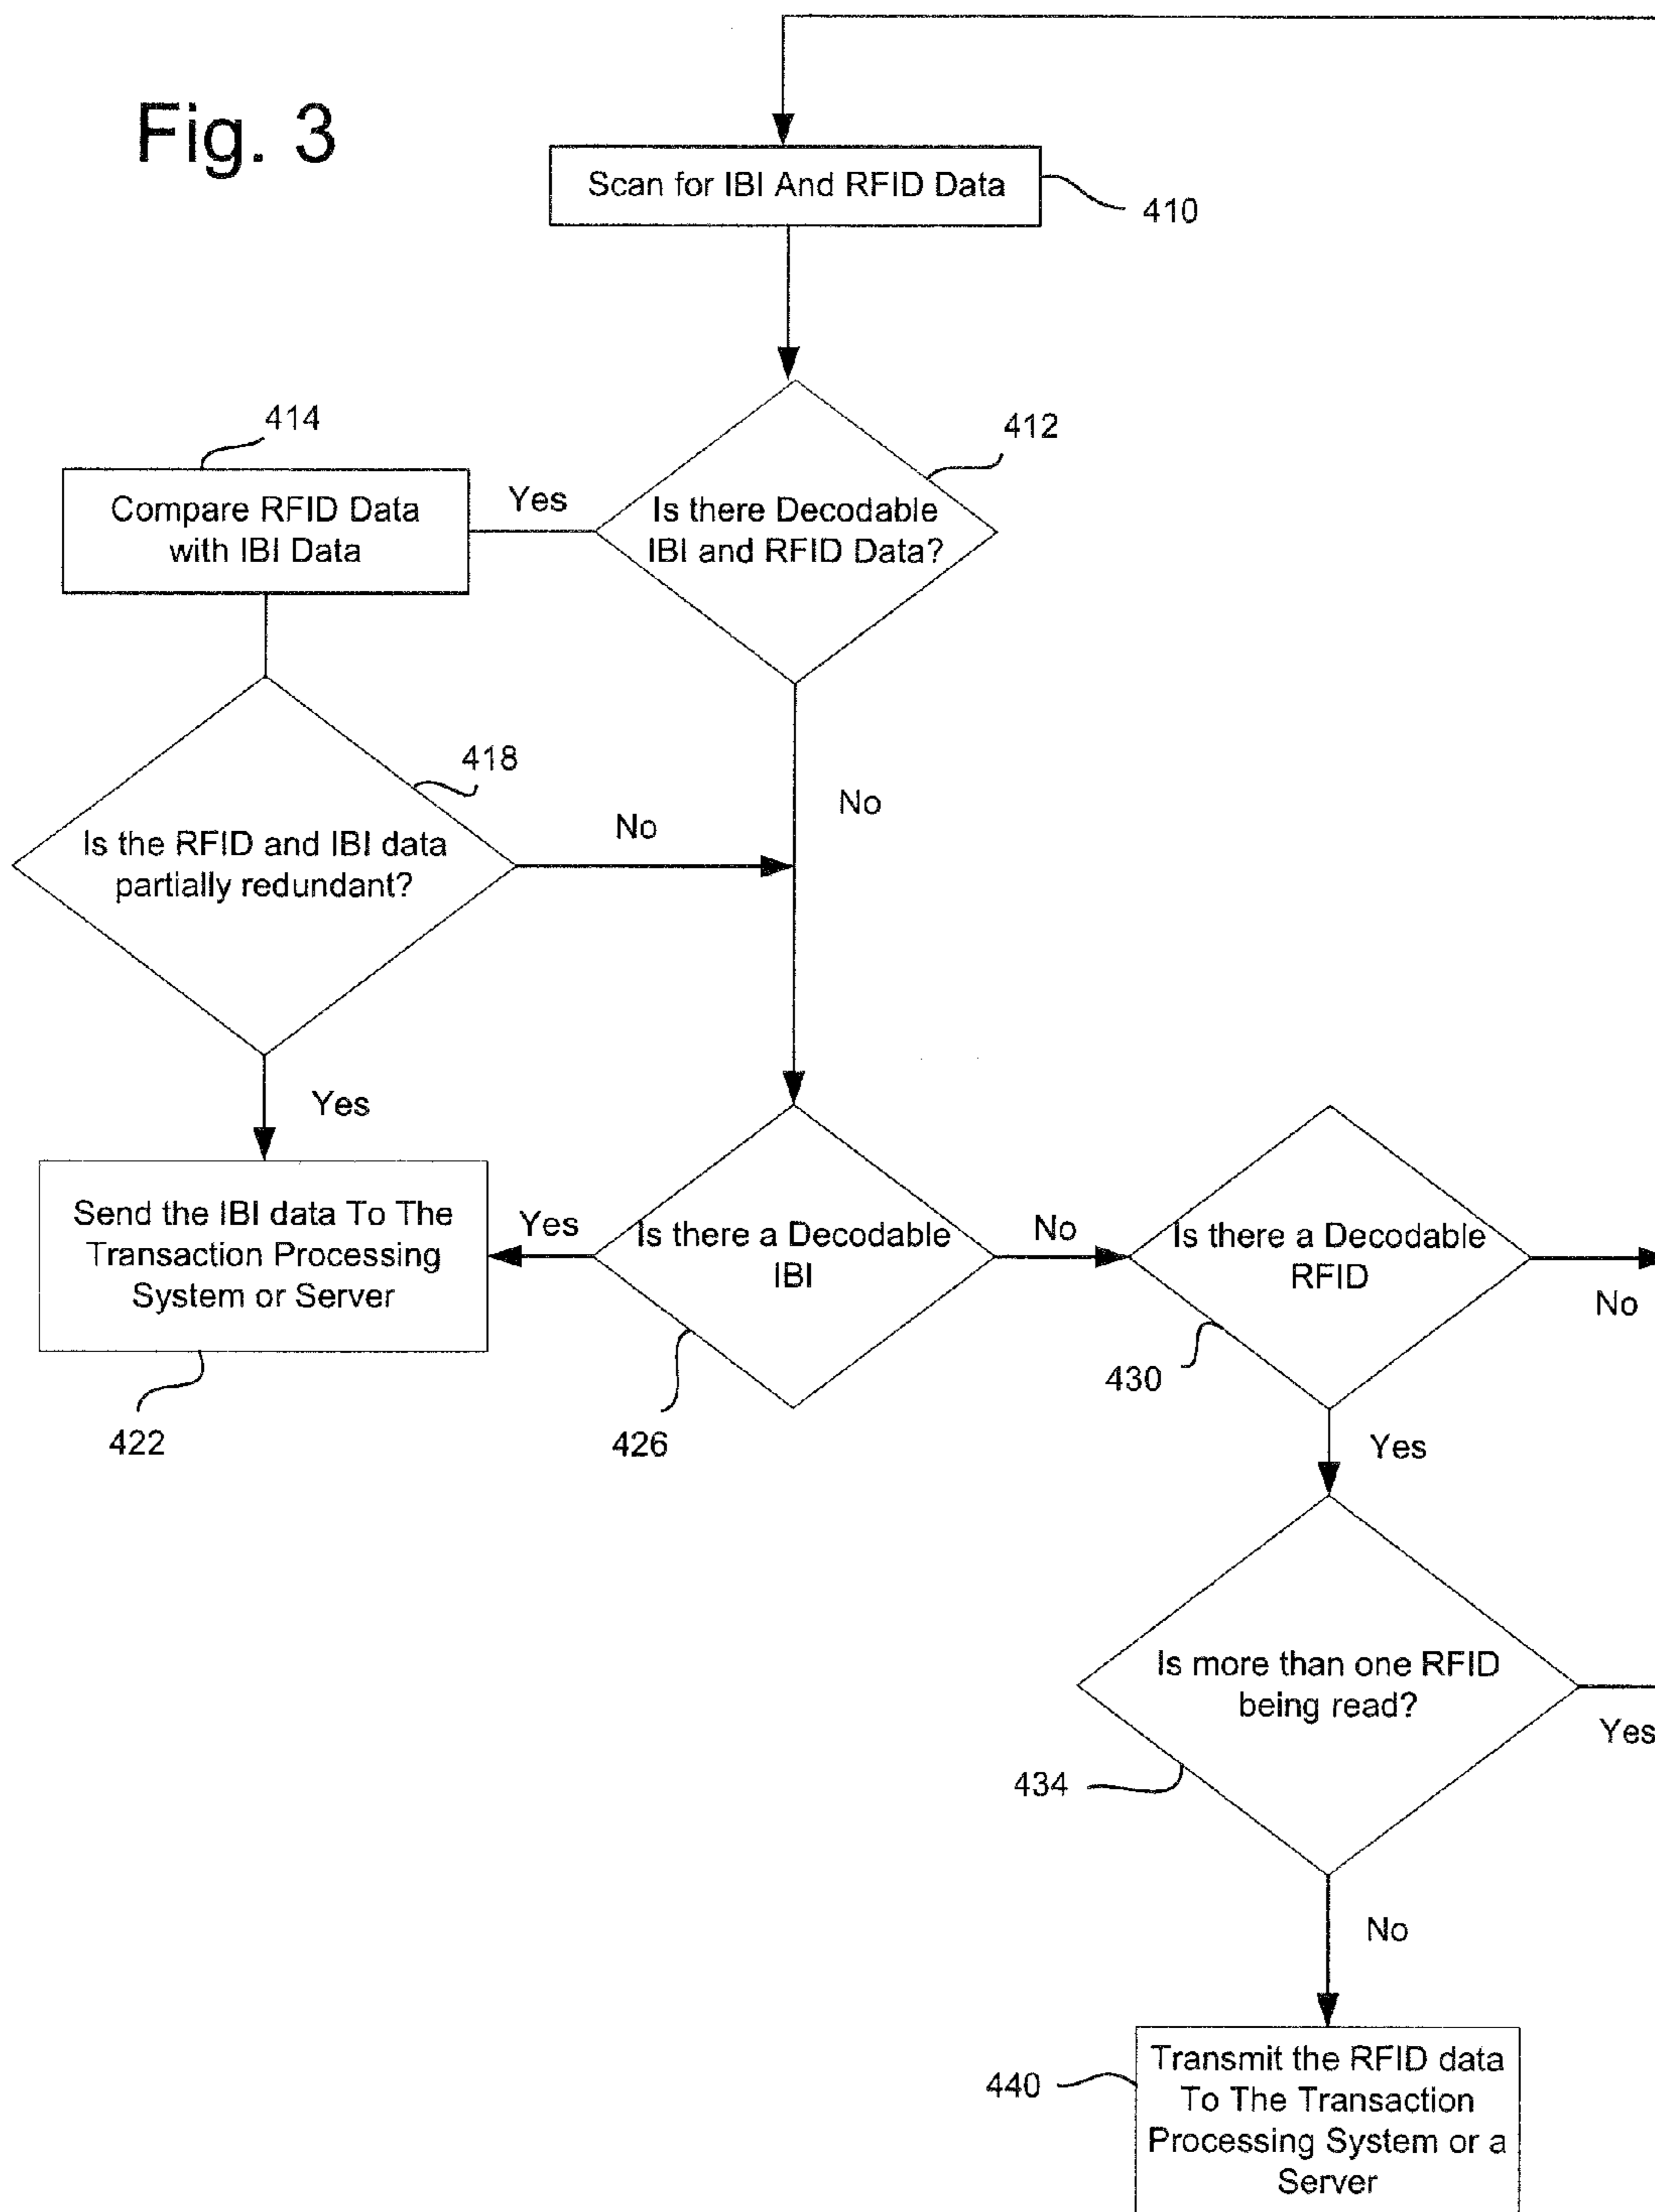 Fig. 3
Scan for IBI And RFID Data
410
414
412
Compare RFID Data
with IBI Data
Yes
Is there Decodable
IBI and RFID Data?
418
No
No
Is the RFID and IBI data
partially redundant?
Yes
Send the IBI data To The
Transaction Processing
System or Server
Yes
Is there a Decodable
IBI
No
Is there a Decodable
RFID
No
422
426
430
Yes
Is more than one RFID
being read?
Yes
434
No
440
Transmit the RFID data
To The Transaction
Processing System or a
Server